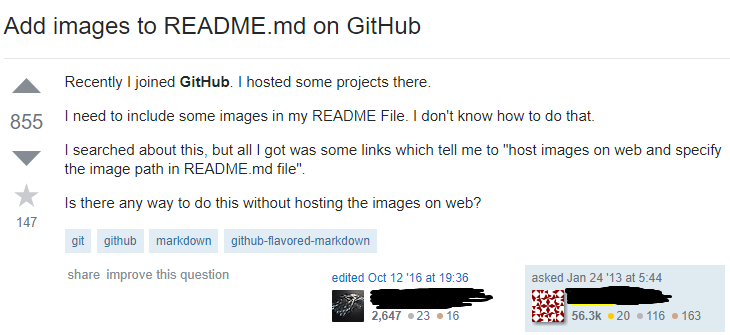 Add images to README.md on GitHub
Recently I joined GitHub. I hosted some projects there.
855
I need to include some images in my README File. I don't know how to do that.
I searched about this, but all I got was some links which tell me to "host images on web and specify
the image path in README.md file".
147
Is there any way to do this without hosting the images on web?
git github markdown github-flavored-markdown
share improve this question
edited Oct 12 '16 at 19:36
2,647 23 16
asked Jan 24 '13 at 5:44
56.3k 20 116 163